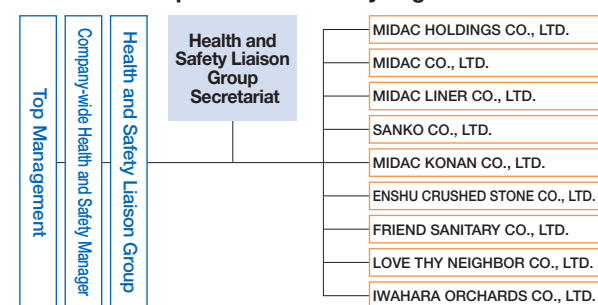 Top Management
Company-wide Health and Safety Manager
Health and Safety Liaison Group
Health and
Safety Liaison
Group
Secretariat
MIDAC HOLDINGS CO., LTD.
MIDAC CO., LTD.
MIDAC LINER CO., LTD.
SANKO CO., LTD.
MIDAC KONAN CO., LTD.
ENSHU CRUSHED STONE CO., LTD.
FRIEND SANITARY CO., LTD.
LOVE THY NEIGHBOR CO., LTD.
IWAHARA ORCHARDS CO., LTD.